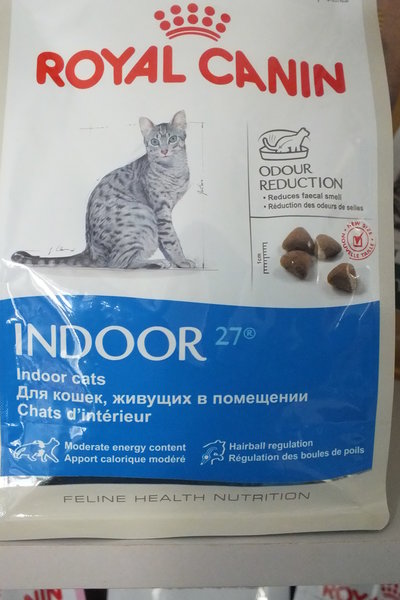 ROYAL CANIN
ODOUR
REDUCTION
• Reduces faecal smell
• Réduction des odeurs de selles
NEW SIZE
NOUVELLE TAILLE
1cm
INDOOR 27®
Indoor cats
Для кошек, живущих в помещении
Chats d'intérieur
Moderate energy content
Apport calorique modéré
Hairball regulation
Régulation des boules de poils
FELINE HEALTH NUTRITION